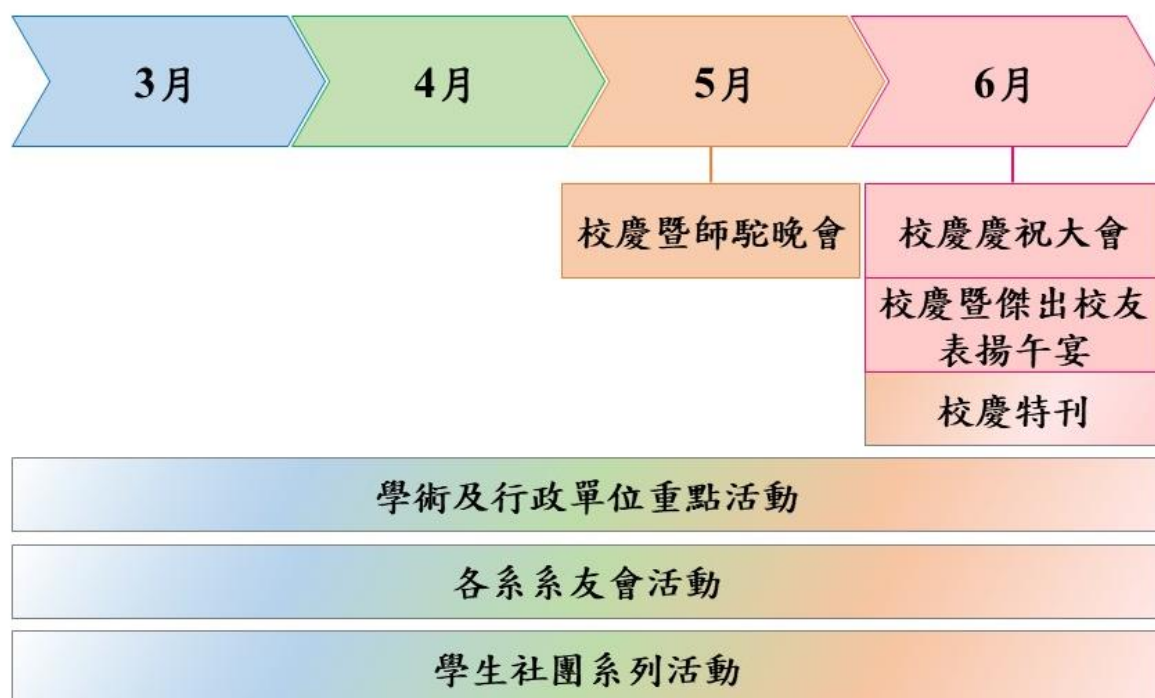 3月
4月
5月
6月
校慶暨師駝晚會
校慶慶祝大會
校慶暨傑出校友
表揚午宴
校慶特刊
學術及行政單位重點活動
各系系友會活動
學生社團系列活動